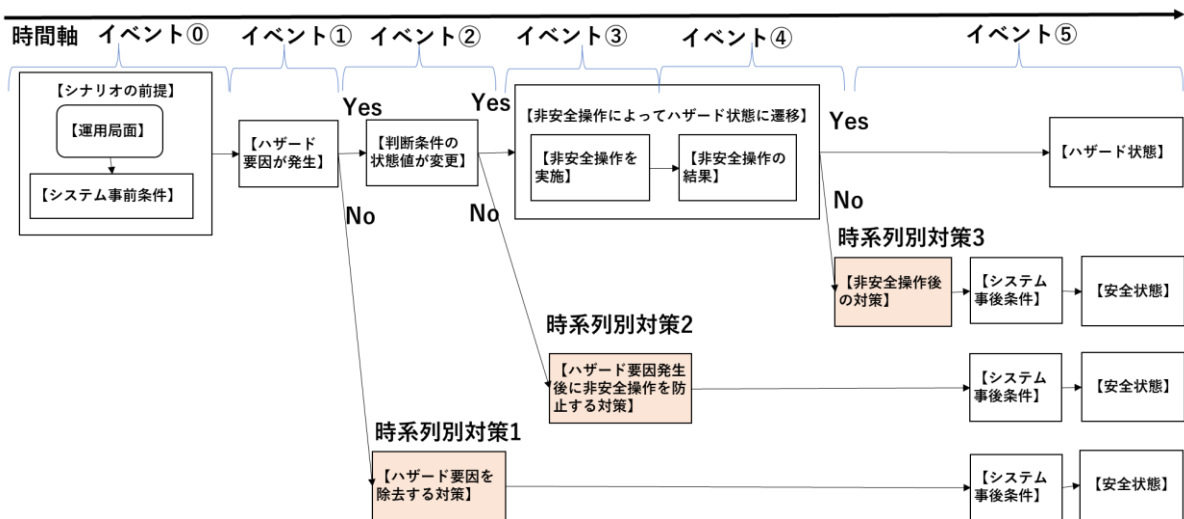 時間軸
イベント⓪
イベント①
イベント②
イベント③
イベント④
イベント⑤
【シナリオの前提】
【運用局面】
【システム事前条件】
【ハザード
要因が発生】
Yes
No
【判断条件の
状態値が変更】
Yes
No
【非安全操作によってハザード状態に遷移】
【非安全操作を
実施】
【非安全操作の
結果】
Yes
No
【ハザード状態】
時系列別対策3
【非安全操作後
の対策】
【システム
事後条件】
【安全状態】
時系列別対策2
【ハザード要因発生
後に非安全操作を防
止する対策】
【システム
事後条件】
【安全状態】
時系列別対策1
【ハザード要因を
除去する対策】
【システム
事後条件】
【安全状態】